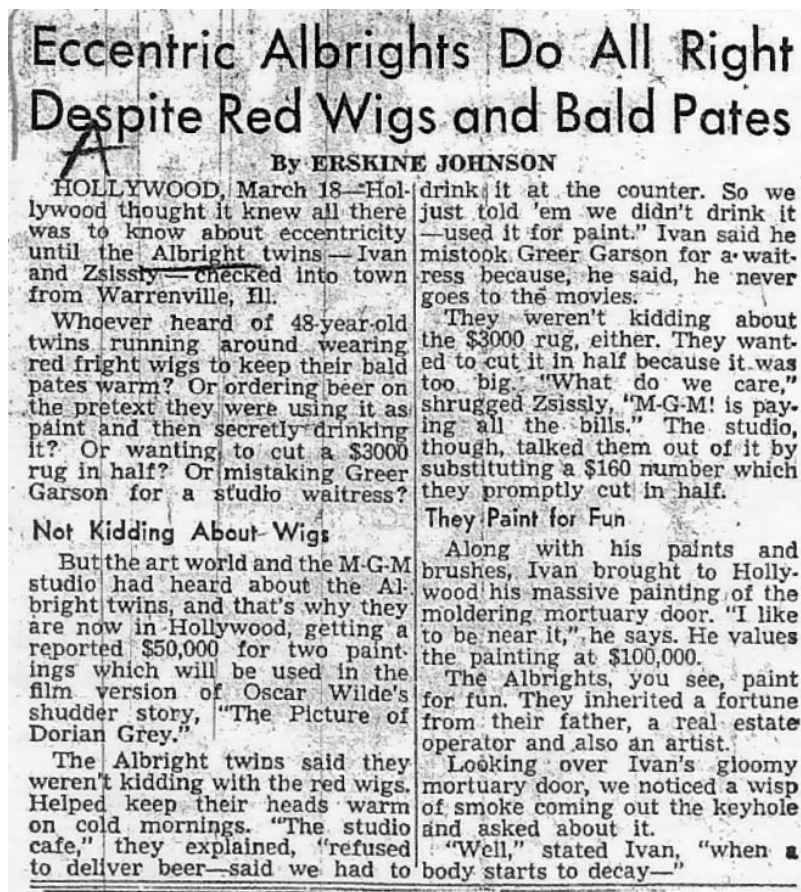 Eccentric Albrights Do All Right
Despite Red Wigs and Bald Pates
A
By ERSKINE JOHNSON
HOLLYWOOD, March 18—Hol-
lywood thought it knew all there
was to know about eccentricity
until the Albright twins—Ivan
and Zsissly—checked into town
from Warrenville, Ill.
Whoever heard of 48-year-old
twins running around wearing
red fright wigs to keep their bald
pates warm? Or ordering beer on
the pretext they were using it as
paint and then secretly drinking
it? Or wanting to cut a $3000
rug in half? Or mistaking Greer
Garson for a studio waitress?
Not Kidding About Wigs
But the art world and the M-G-M
studio had heard about the Al-
bright twins, and that's why they
are now in Hollywood, getting a
reported $50,000 for two paint-
ings which will be used in the
film version of Oscar Wilde's
shudder story, "The Picture of
Dorian Grey."
The Albright twins said they
weren't kidding with the red wigs.
Helped keep their heads warm
on cold mornings. "The studio
cafe," they explained, "refused
to deliver beer—said we had to
drink it at the counter. So we
just told 'em we didn't drink it
—used it for paint." Ivan said he
mistook Greer Garson for a wait-
ress because, he said, he never
goes to the movies.
They weren't kidding about
the $3000 rug, either. They want-
ed to cut it in half because it was
too big. "What do we care,"
shrugged Zsissly, "M-G-M! is pay-
ing all the bills." The studio,
though, talked them out of it by
substituting a $160 number which
they promptly cut in half.
They Paint for Fun
Along with his paints and
brushes, Ivan brought to Holly-
wood his massive painting of the
moldering mortuary door. "I like
to be near it," he says. He values
the painting at $100,000.
The Albrights, you see, paint
for fun. They inherited a fortune
from their father, a real estate
operator and also an artist.
Looking over Ivan's gloomy
mortuary door, we noticed a wisp
of smoke coming out the keyhole
and asked about it.
"Well," stated Ivan, "when a
body starts to decay—"